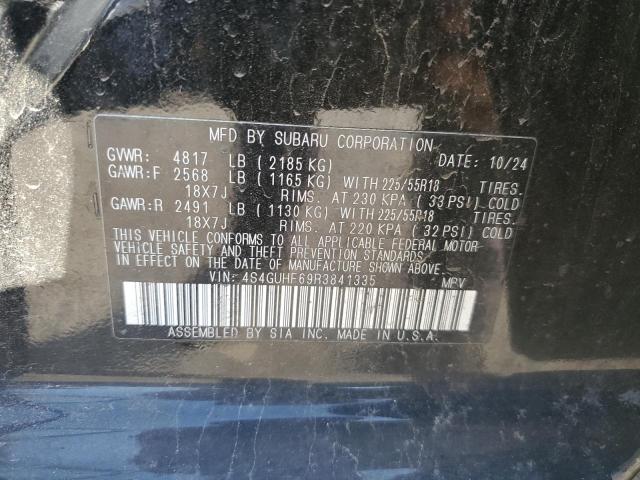 MFD BY SUBARU CORPORATION
GVWR: 4817 LB (2185 KG) DATE: 10/24
GAWR:F 2568 LB (1165 KG) WITH 225/55R18 TIRES.
18X7J RIMS. AT 230 KPA (33 PSI) COLD
GAWR:R 2491 LB (1130 KG) WITH 225/55R18 TIRES.
18X7J RIMS. AT 220 KPA (32 PSI) COLD
THIS VEHICLE CONFORMS TO ALL APPLICABLE FEDERAL MOTOR-
VEHICLE SAFETY AND THEFT PREVENTION STANDARDS
IN EFFECT ON THE DATE OF MANUFACTURE SHOWN ABOVE.
VIN: 4S4GUHF69R3841335 MPV
ASSEMBLED BY SIA INC. MADE IN U.S.A.